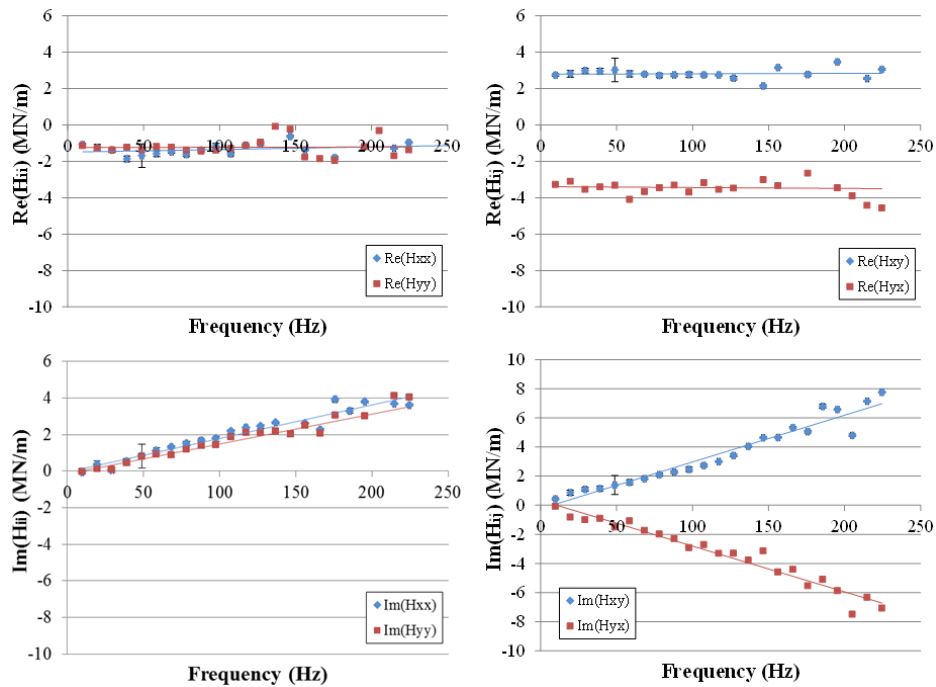 Re(Hii) (MN/m)
6
4
2
0
-2
-4
-6
-8
-10
0 50 100 150 200 250
Re(Hxx)
Re(Hyy)
Frequency (Hz)
Re(Hij) (MN/m)
6
4
2
0
-2
-4
-6
-8
-10
0 50 100 150 200 250
Re(Hxy)
Re(Hyx)
Frequency (Hz)
Im(Hii) (MN/m)
6
4
2
0
-2
-4
-6
-8
-10
0 50 100 150 200 250
Im(Hxx)
Im(Hyy)
Frequency (Hz)
Im(Hij) (MN/m)
10
8
6
4
2
0
-2
-4
-6
-8
-10
0 50 100 150 200 250
Im(Hxy)
Im(Hyx)
Frequency (Hz)